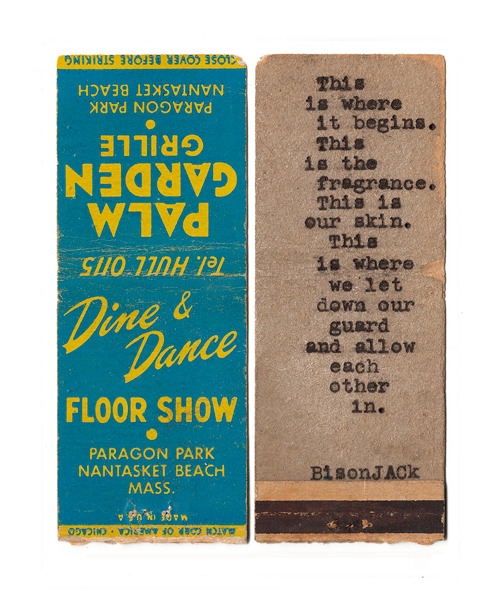 Tel. HULL 0115
PALM
GARDEN
GRILLE
PARAGON PARK
NANTASKET BEACH
CLOSE COVER BEFORE STRIKING
Dine &
Dance
FLOOR SHOW
PARAGON PARK
NANTASKET BEACH
MASS.
MADE IN U.S.A.
MATCH CORP OF AMERICA • CHICAGO
This
is where
it begins.
This
is the
fragrance.
This is
our skin.
This
is where
we let
down our
guard
and allow
each
other
in.
BisonJACk